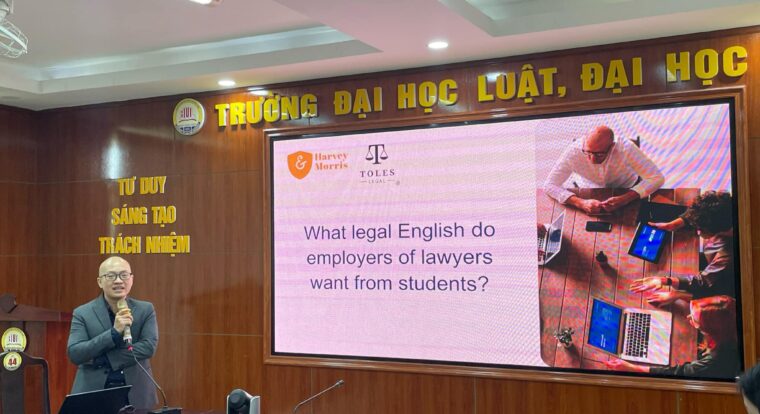 TRƯỜNG ĐẠI HỌC LUẬT, ĐẠI HỌC
TƯ DUY
SÁNG TẠO
TRÁCH NHIỆM
&
Harvey
Morris
TOLES
LEGAL
What legal English do
employers of lawyers
want from students?
44